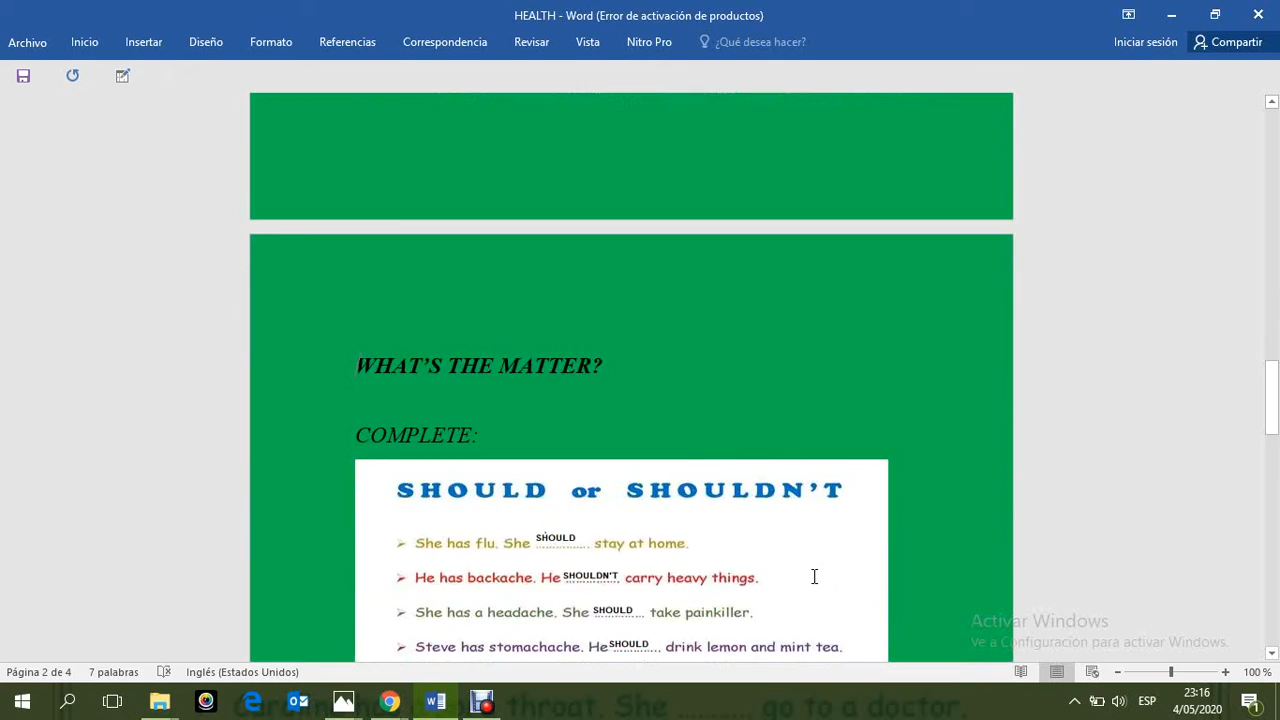 HEALTH - Word (Error de activación de productos)
Archivo Inicio Insertar Diseño Formato Referencias Correspondencia Revisar Vista Nitro Pro ¿Qué desea hacer? Iniciar sesión Compartir
WHAT'S THE MATTER?
COMPLETE:
SHOULD or SHOULDN'T
She has flu. She SHOULD stay at home.
He has backache. He SHOULDN'T carry heavy things.
She has a headache. She SHOULD take painkiller.
Steve has stomachache. He SHOULD drink lemon and mint tea.
Activar Windows
Ve a Configuración para activar Windows.
Página 2 de 4 7 palabras Inglés (Estados Unidos) 100 %
throat. She .......... go to a doctor.
ESP
23:16
4/05/2020